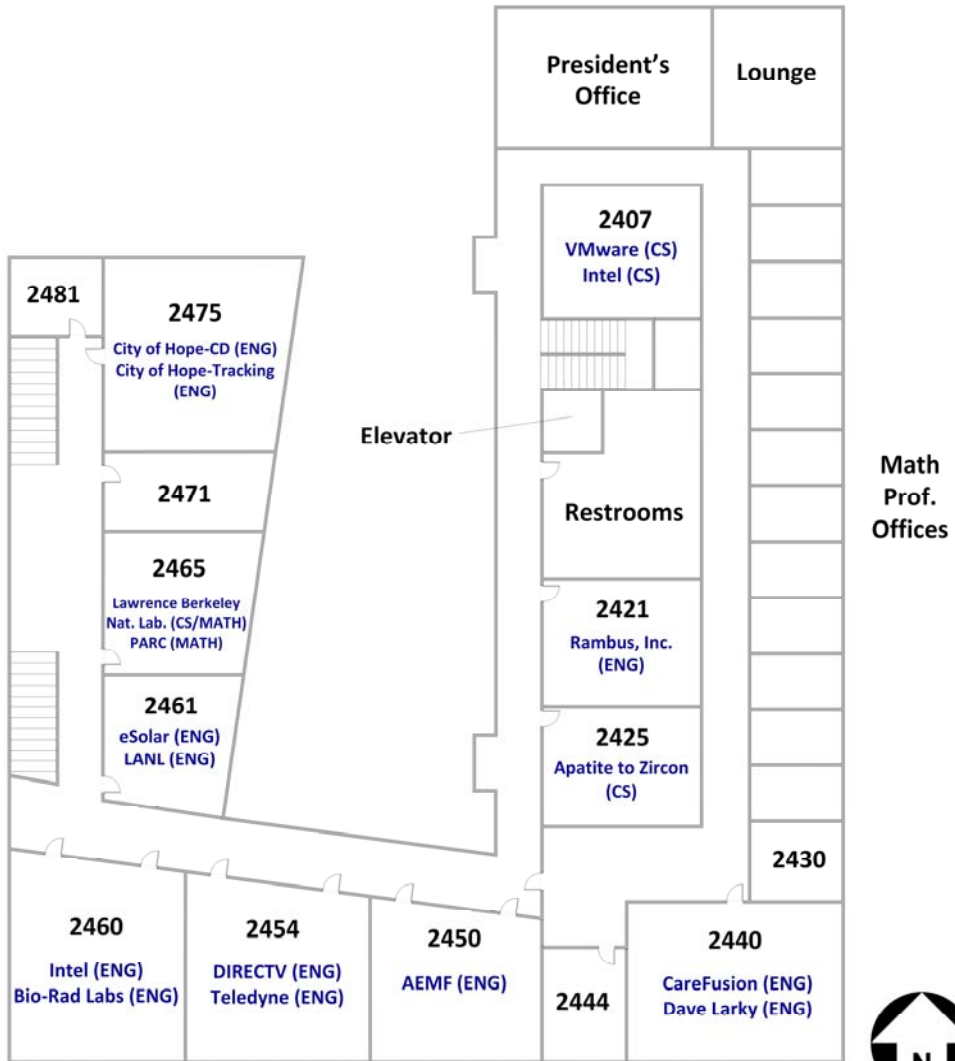 President's
Office
Lounge
2407
VMware (CS)
Intel (CS)
2481
2475
City of Hope-CD (ENG)
City of Hope-Tracking
(ENG)
Elevator
2471
Restrooms
Math
Prof.
Offices
2465
Lawrence Berkeley
Nat. Lab. (CS/MATH)
PARC (MATH)
2421
Rambus, Inc.
(ENG)
2461
eSolar (ENG)
LANL (ENG)
2425
Apatite to Zircon
(CS)
2430
2460
Intel (ENG)
Bio-Rad Labs (ENG)
2454
DIRECTV (ENG)
Teledyne (ENG)
2450
AEMF (ENG)
2444
2440
CareFusion (ENG)
Dave Larky (ENG)
N